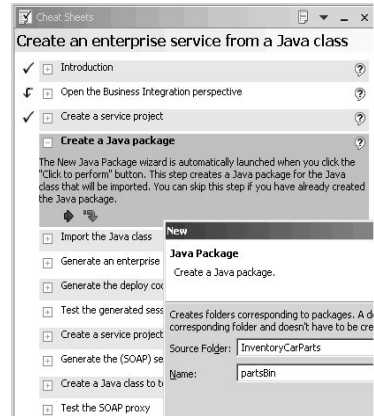 Cheat Sheets
Create an enterprise service from a Java class
Introduction
Open the Business Integration perspective
Create a service project
Create a Java package
The New Java Package wizard is automatically launched when you click the
"Click to perform" button. This step creates a Java package for the Java
class that will be imported. You can skip this step if you have already created
the Java package.
Import the Java class
Generate an enterprise
Generate the deploy cod
Test the generated sess
Create a service project
Generate the (SOAP) se
Create a Java class to t
Test the SOAP proxy
New
Java Package
Create a Java package.
Creates folders corresponding to packages. A d
corresponding folder and doesn't have to be cre
Source Folder: InventoryCarParts
Name: partsBin